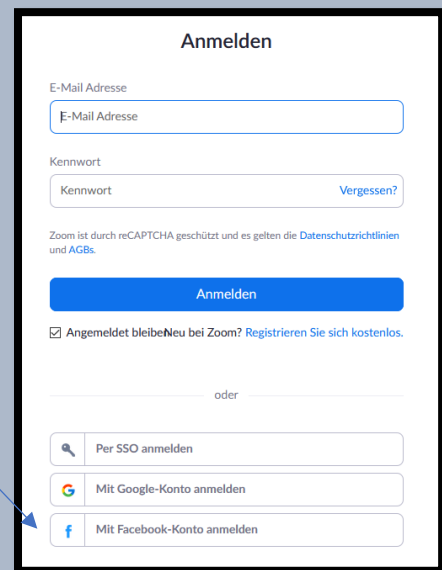 Anmelden
E-Mail Adresse
E-Mail Adresse
Kennwort
Kennwort Vergessen?
Zoom ist durch reCAPTCHA geschützt und es gelten die Datenschutzrichtlinien
und AGBs.
Anmelden
Angemeldet bleiben Neu bei Zoom? Registrieren Sie sich kostenlos.
oder
Per SSO anmelden
G Mit Google-Konto anmelden
f Mit Facebook-Konto anmelden